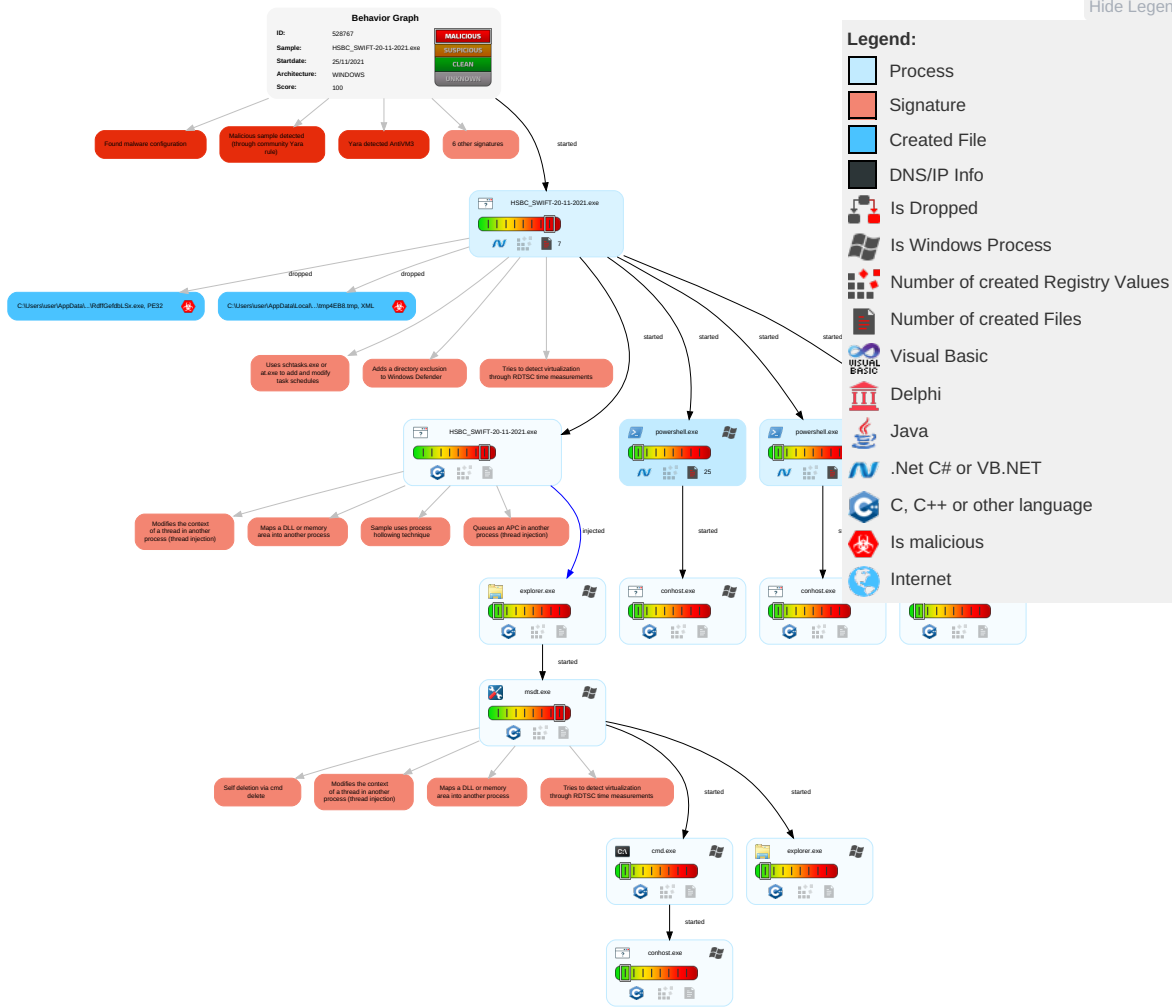 Hide Legen
Behavior Graph
ID: 528767
Sample: HSBC_SWIFT-20-11-2021.exe
Startdate: 25/11/2021
Architecture: WINDOWS
Score: 100
MALICIOUS
SUSPICIOUS
CLEAN
UNKNOWN
Legend:
Process
Signature
Created File
DNS/IP Info
Is Dropped
Is Windows Process
Number of created Registry Values
Number of created Files
VISUAL
BASIC
Visual Basic
Delphi
Java
.Net C# or VB.NET
C, C++ or other language
Is malicious
Internet
Found malware configuration
Malicious sample detected
(through community Yara
rule)
Yara detected AntiVM3
6 other signatures
started
HSBC_SWIFT-20-11-2021.exe
7
dropped
dropped
C:\Users\user\AppData\...\RdffGefdbLSx.exe, PE32
C:\Users\user\AppData\Local\...\tmp4EB8.tmp, XML
started
started
started
started
Uses schtasks.exe or
at.exe to add and modify
task schedules
Adds a directory exclusion
to Windows Defender
Tries to detect virtualization
through RDTSC time measurements
HSBC_SWIFT-20-11-2021.exe
powershell.exe
25
powershell.exe
Modifies the context
of a thread in another
process (thread injection)
Maps a DLL or memory
area into another process
Sample uses process
hollowing technique
Queues an APC in another
process (thread injection)
injected
started
explorer.exe
conhost.exe
conhost.exe
started
msdt.exe
Self deletion via cmd
delete
Modifies the context
of a thread in another
process (thread injection)
Maps a DLL or memory
area into another process
Tries to detect virtualization
through RDTSC time measurements
started
started
C:\
cmd.exe
explorer.exe
started
conhost.exe